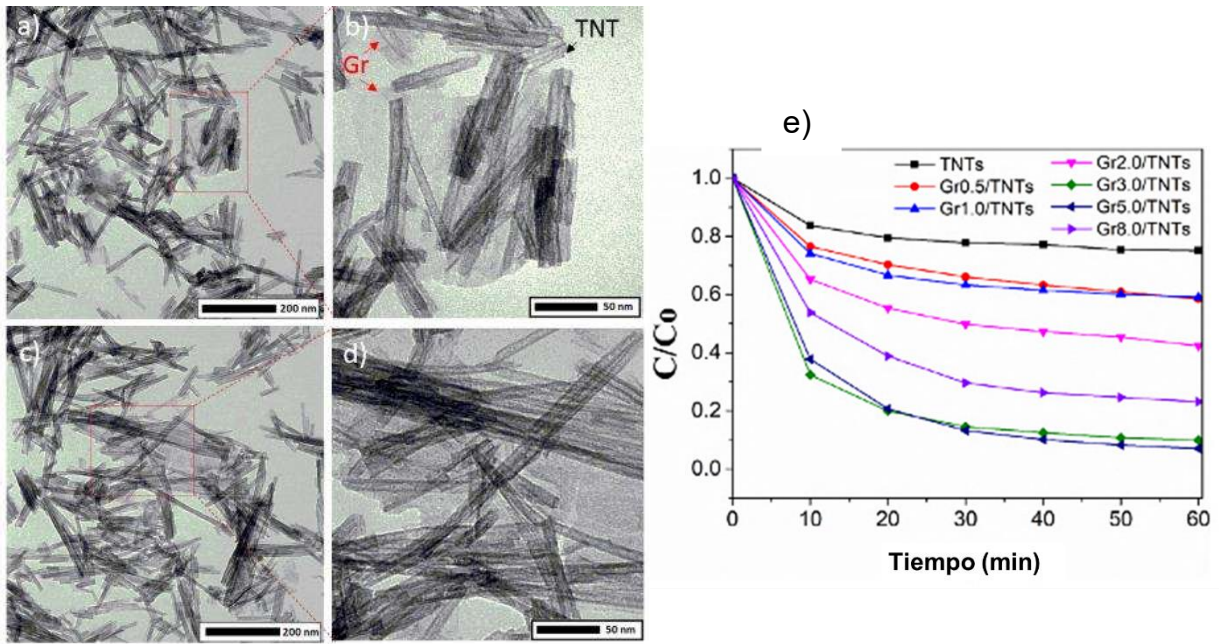 a)
b)
TNT
Gr
200 nm
50 nm
c)
d)
200 nm
50 nm
e)
TNTs
Gr0.5/TNTs
Gr1.0/TNTs
Gr2.0/TNTs
Gr3.0/TNTs
Gr5.0/TNTs
Gr8.0/TNTs
C/Co
1.0
0.8
0.6
0.4
0.2
0.0
0 10 20 30 40 50 60
Tiempo (min)